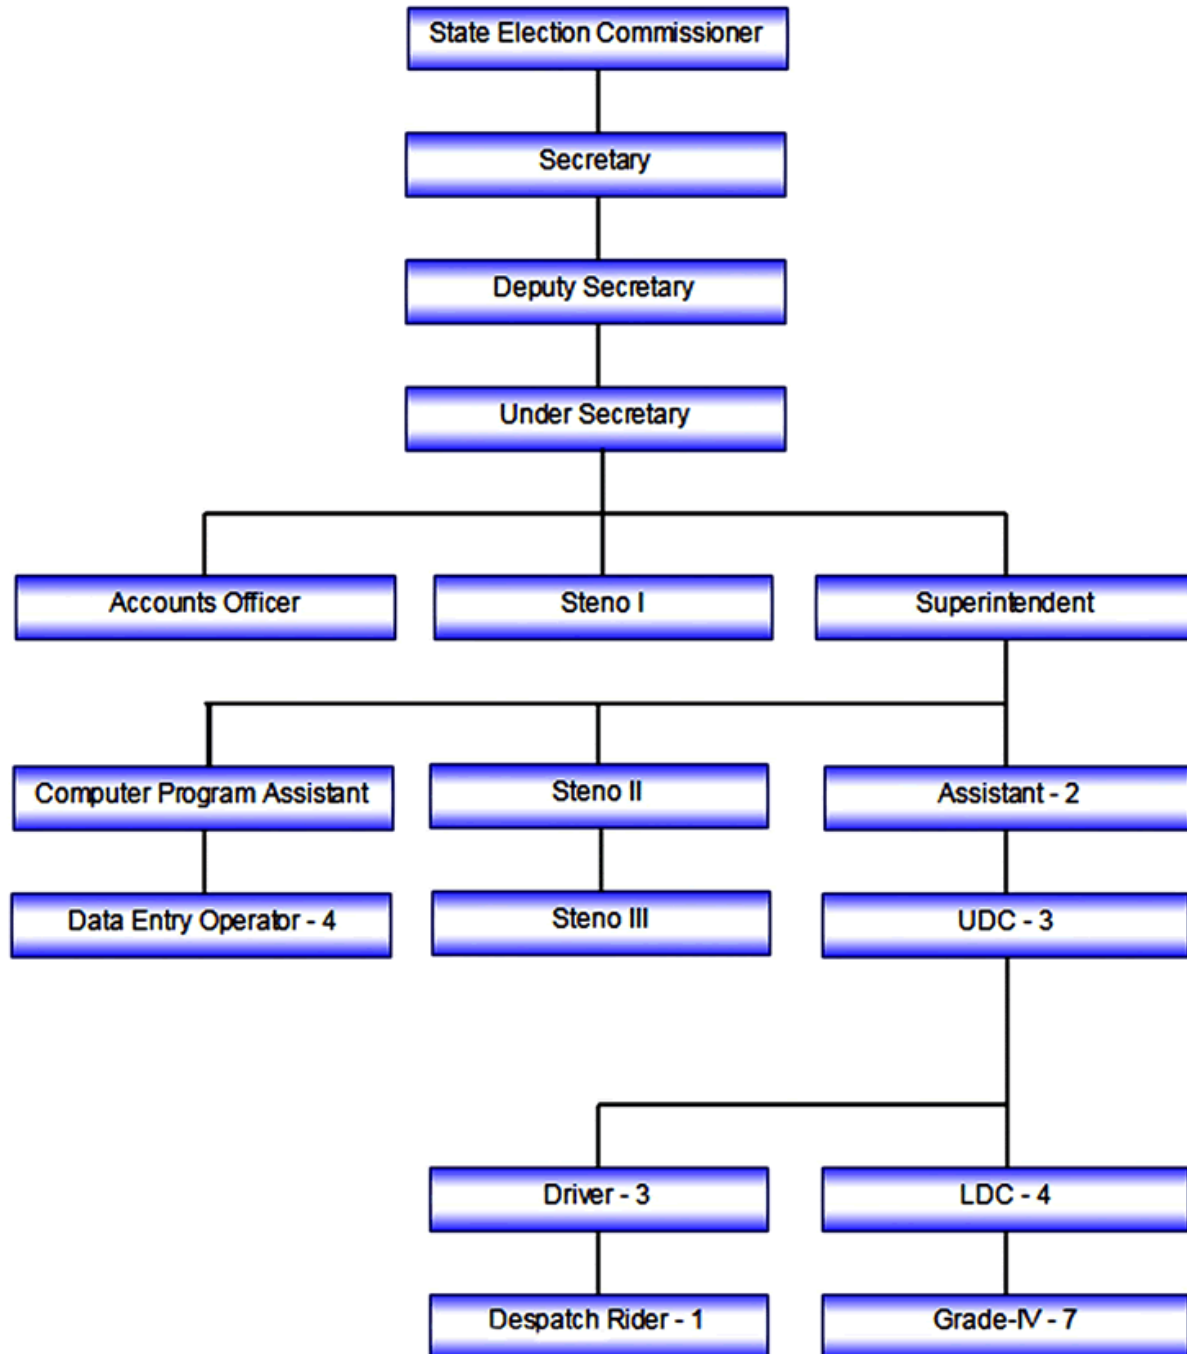 State Election Commissioner
Secretary
Deputy Secretary
Under Secretary
Accounts Officer
Steno I
Superintendent
Computer Program Assistant
Steno II
Assistant - 2
Data Entry Operator - 4
Steno III
UDC - 3
Driver - 3
LDC - 4
Despatch Rider - 1
Grade-IV - 7